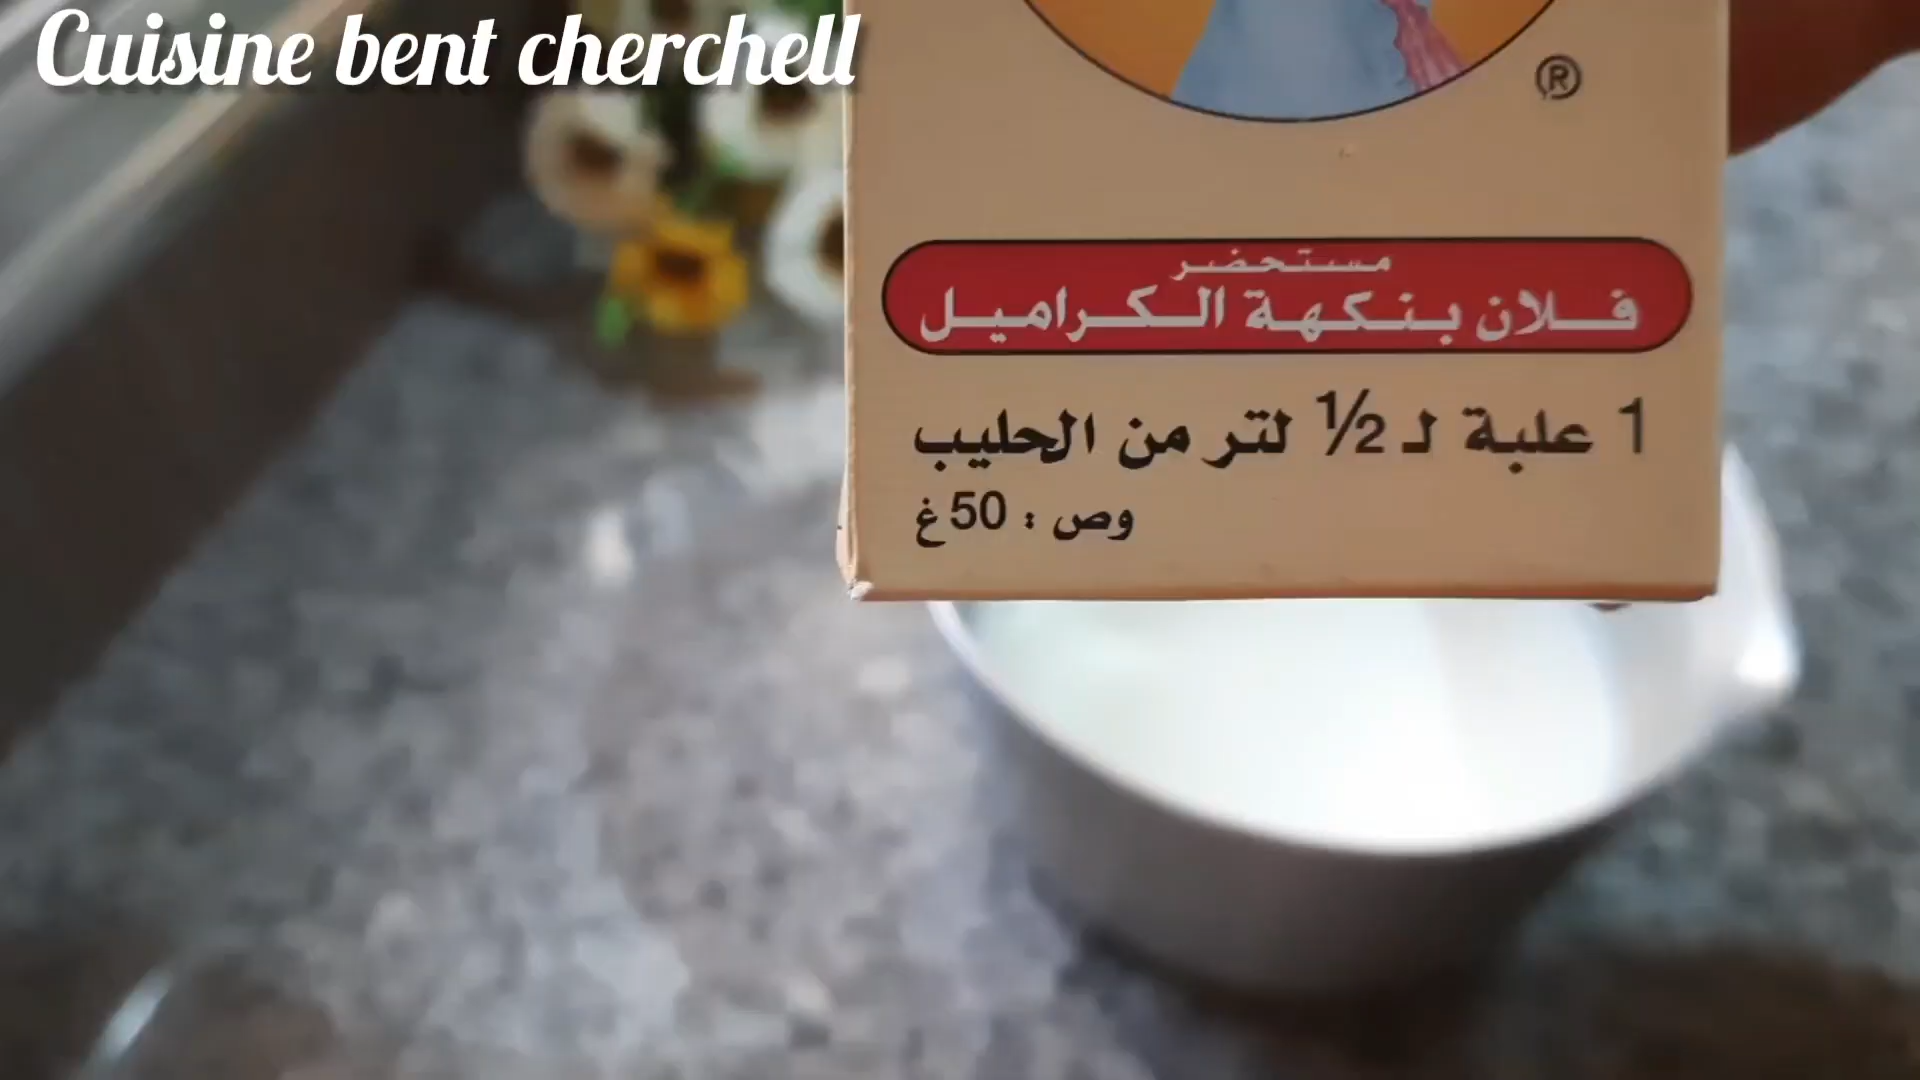 Cuisine bent cherchell
®
مستحضر
فلان بنكهة الكراميل
1 علبة لـ ½ لتر من الحليب
وص : 50 غ